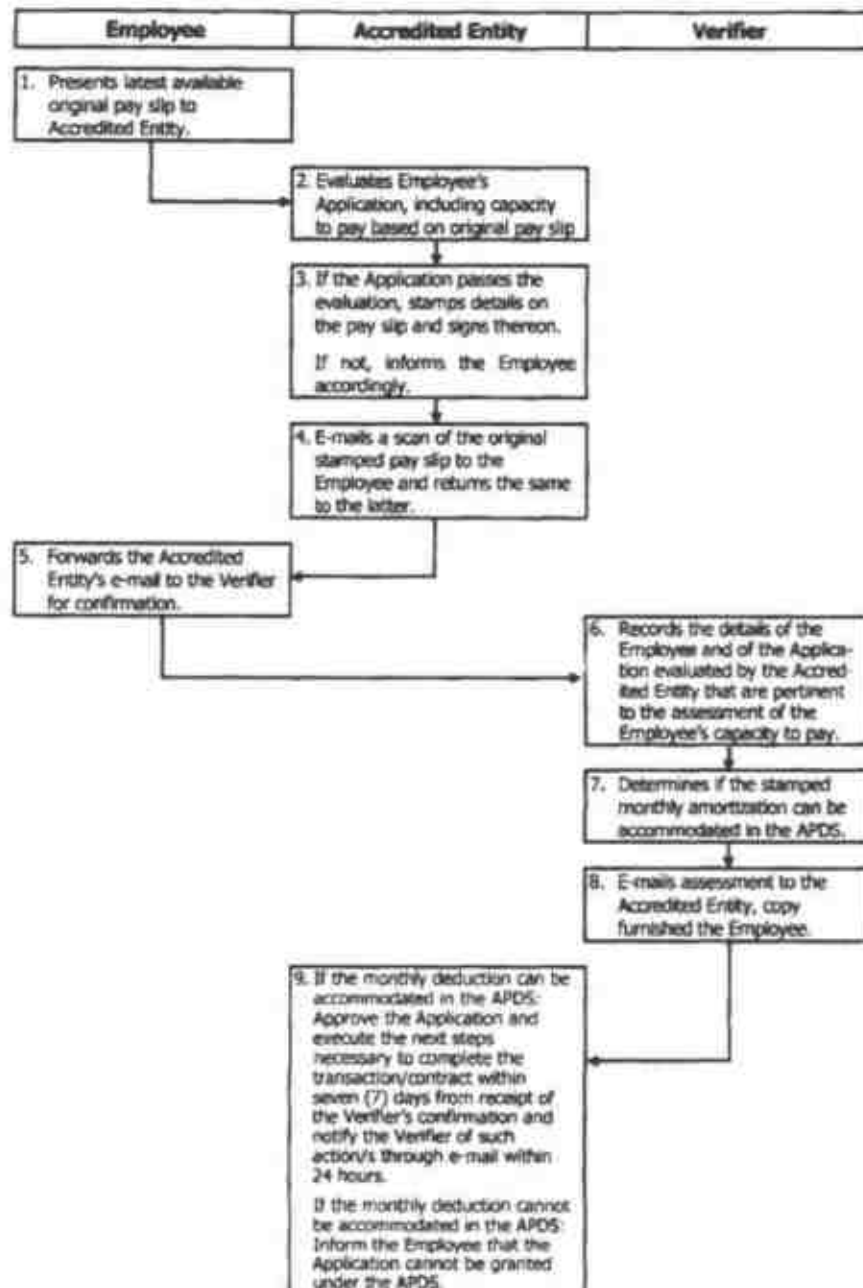 Employee
Accredited Entity
Verifier
1. Presents latest available
original pay slip to
Accredited Entity.
2. Evaluates Employee's
Application, including capacity
to pay based on original pay slip
3. If the Application passes the
evaluation, stamps details on
the pay slip and signs thereon.
If not, informs the Employee
accordingly.
4. E-mails a scan of the original
stamped pay slip to the
Employee and returns the same
to the latter.
5. Forwards the Accredited
Entity's e-mail to the Verifier
for confirmation.
6. Records the details of the
Employee and of the Applica-
tion evaluated by the Accred-
ited Entity that are pertinent
to the assessment of the
Employee's capacity to pay.
7. Determines if the stamped
monthly amortization can be
accommodated in the APDS.
8. E-mails assessment to the
Accredited Entity, copy
furnished the Employee.
9. If the monthly deduction can be
accommodated in the APDS:
Approve the Application and
execute the next steps
necessary to complete the
transaction/contract within
seven (7) days from receipt of
the Verifier's confirmation and
notify the Verifier of such
action/s through e-mail within
24 hours.
If the monthly deduction cannot
be accommodated in the APDS:
Inform the Employee that the
Application cannot be granted
under the APDS.